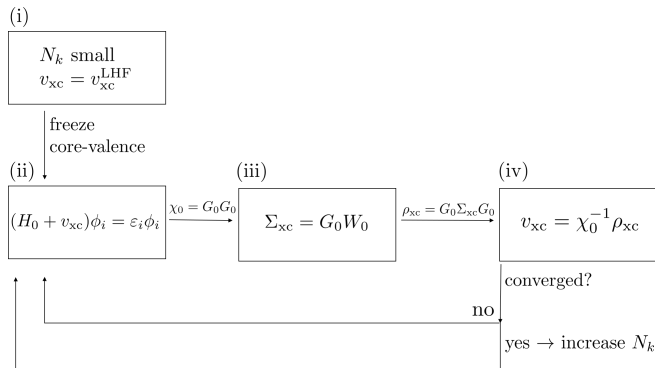 (i)
N_k small
v_xc = v_xc^LHF
freeze
core-valence
(ii)
(iii)
(iv)
(H_0 + v_xc)ϕ_i = ε_iϕ_i
χ_0 = G_0G_0
Σ_xc = G_0W_0
ρ_xc = G_0Σ_xcG_0
v_xc = χ_0^{-1}ρ_xc
converged?
no
yes → increase N_k